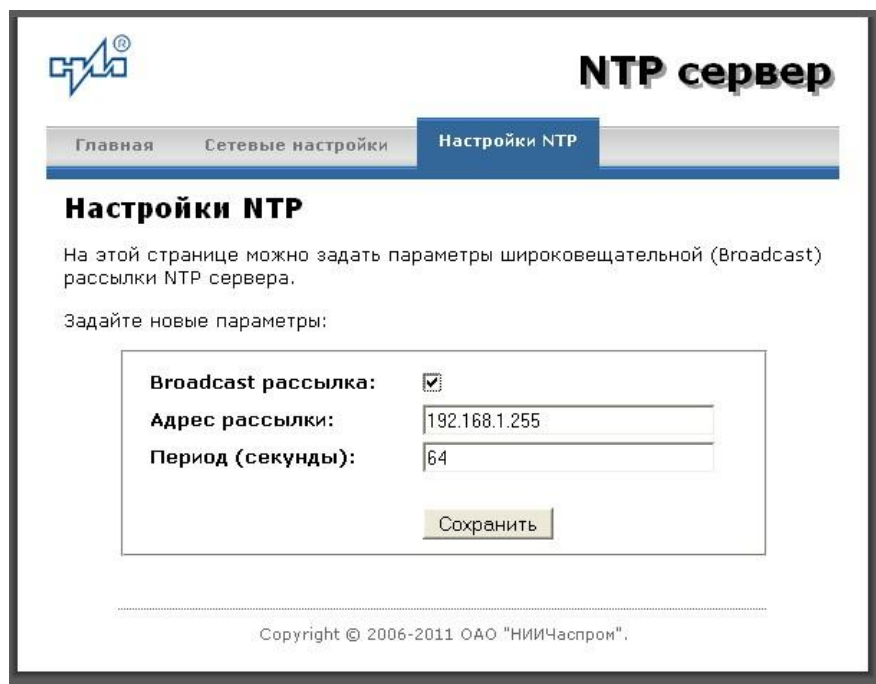 ®
NTP сервер
Главная Сетевые настройки Настройки NTP
Настройки NTP
На этой странице можно задать параметры широковещательной (Broadcast)
рассылки NTP сервера.
Задайте новые параметры:
Broadcast рассылка:
Адрес рассылки: 192.168.1.255
Период (секунды): 64
Сохранить
Copyright © 2006-2011 ОАО "НИИЧаспром".